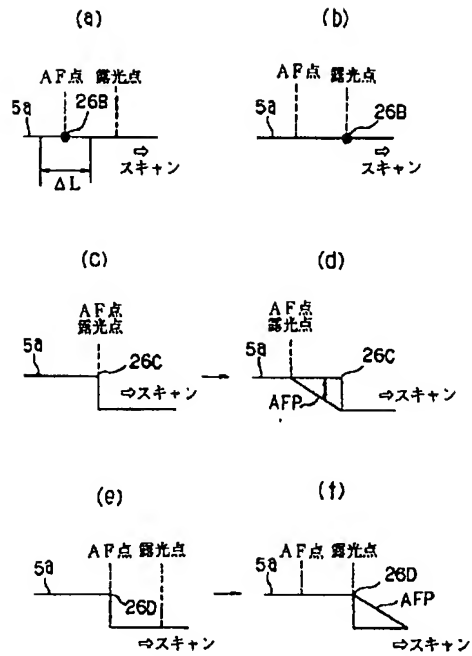 (a)
AF点 露光点
5a
26B
⇨
スキャン
ΔL
(b)
AF点 露光点
5a
26B
⇨
スキャン
(c)
AF点
露光点
5a
26C
⇨スキャン
(d)
AF点
露光点
5a
26C
AFP
⇨スキャン
(e)
AF点 露光点
5a
26D
⇨スキャン
(f)
AF点 露光点
5a
26D
AFP
⇨スキャン